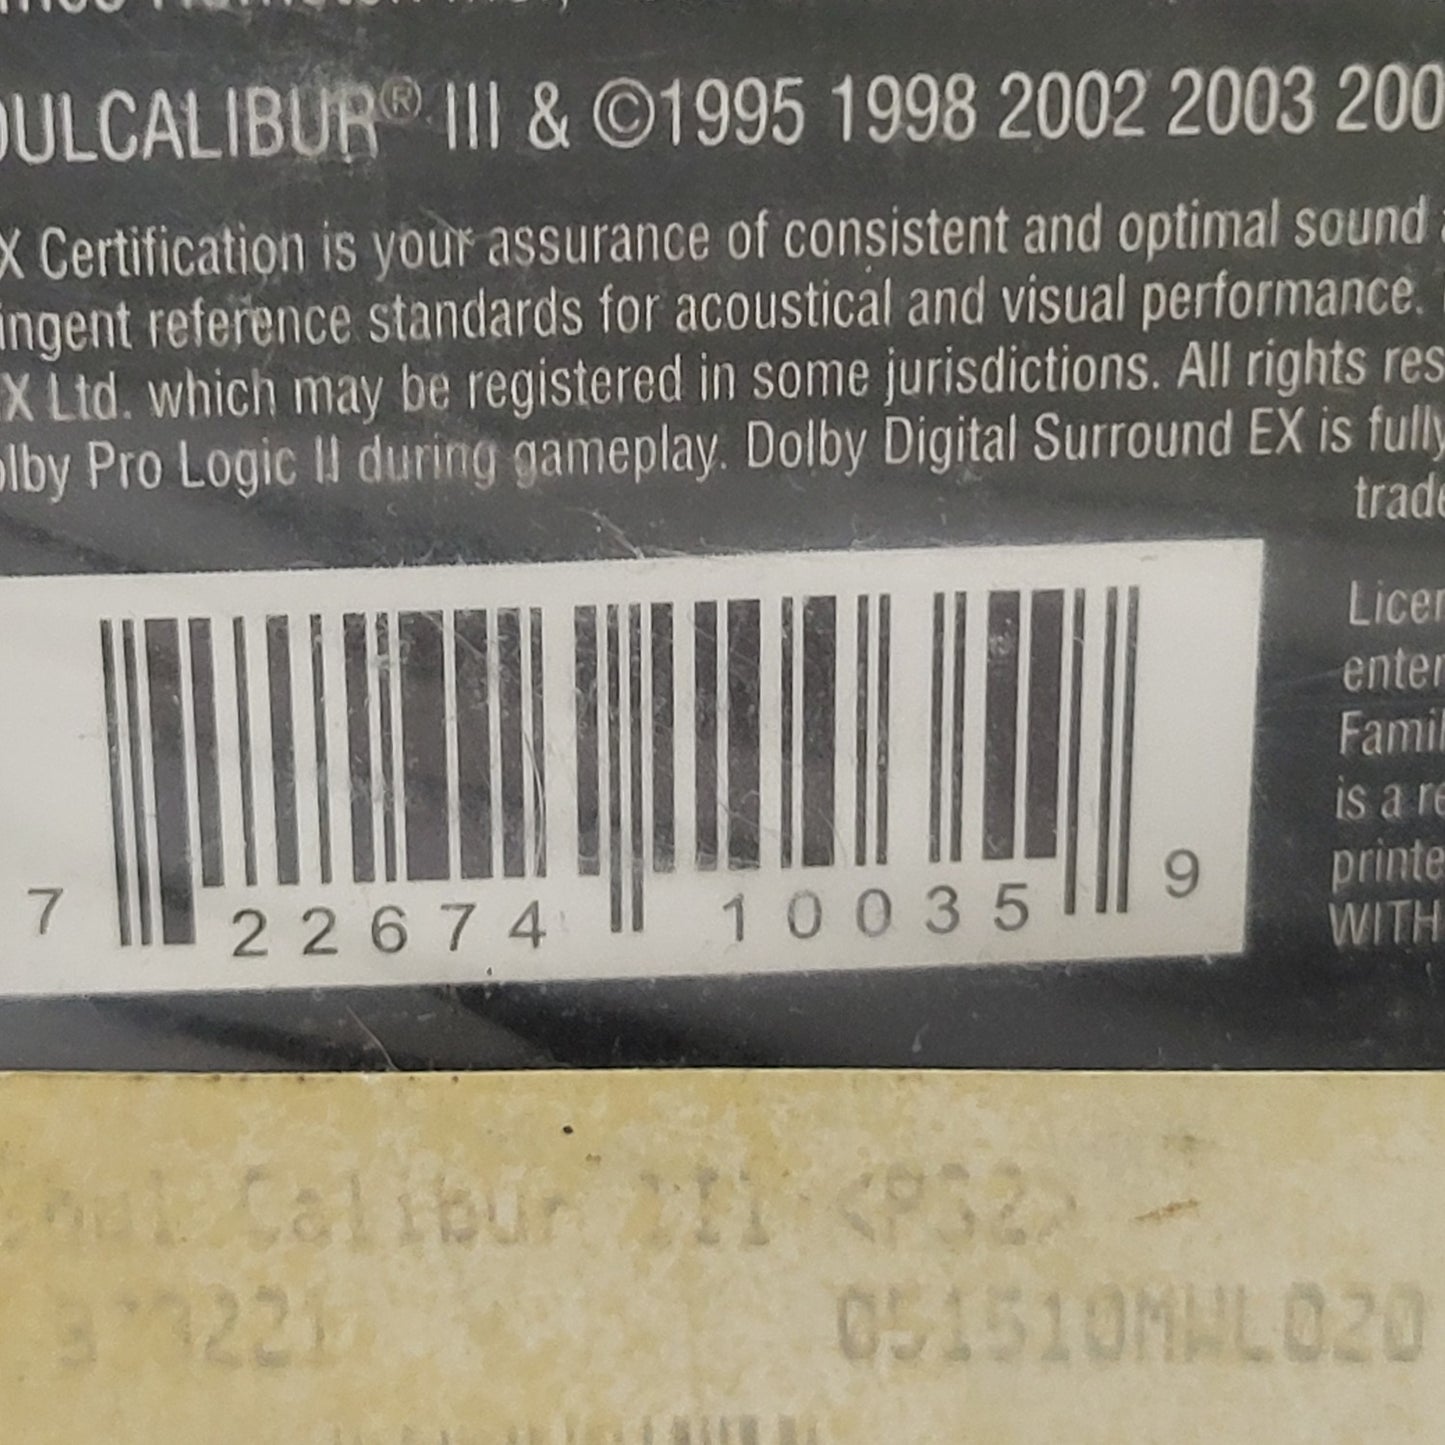 OULCALIBUR® III & ©1995 1998 2002 2003 200
X Certification is your assurance of consistent and optimal sound
ingent reference standards for acoustical and visual performance.
X Ltd. which may be registered in some jurisdictions. All rights res
olby Pro Logic II during gameplay. Dolby Digital Surround EX is fully
trade
Licen
enter
Famil
is a re
printe
WITH
7 22674 10035 9
Soul Calibur III <PS2>
051510MWL020